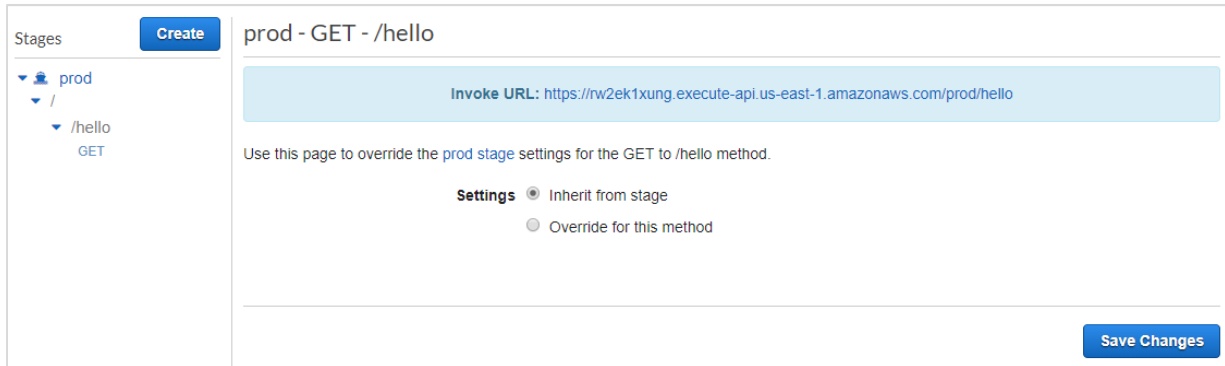 Stages
Create
prod
/
/hello
GET
prod - GET - /hello
Invoke URL: https://rw2ek1xung.execute-api.us-east-1.amazonaws.com/prod/hello
Use this page to override the prod stage settings for the GET to /hello method.
Settings Inherit from stage
Override for this method
Save Changes